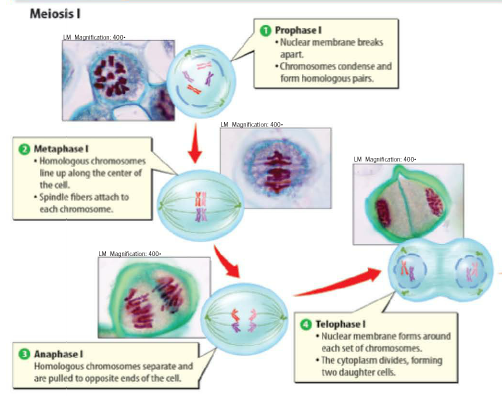 Meiosis I
LM Magnification: 400×
1 Prophase I
• Nuclear membrane breaks
apart.
• Chromosomes condense and
form homologous pairs.
LM Magnification: 400×
2 Metaphase I
• Homologous chromosomes
line up along the center of
the cell.
• Spindle fibers attach to
each chromosome.
LM Magnification: 400×
LM Magnification: 400×
3 Anaphase I
Homologous chromosomes separate and
are pulled to opposite ends of the cell.
4 Telophase I
• Nuclear membrane forms around
each set of chromosomes.
• The cytoplasm divides, forming
two daughter cells.